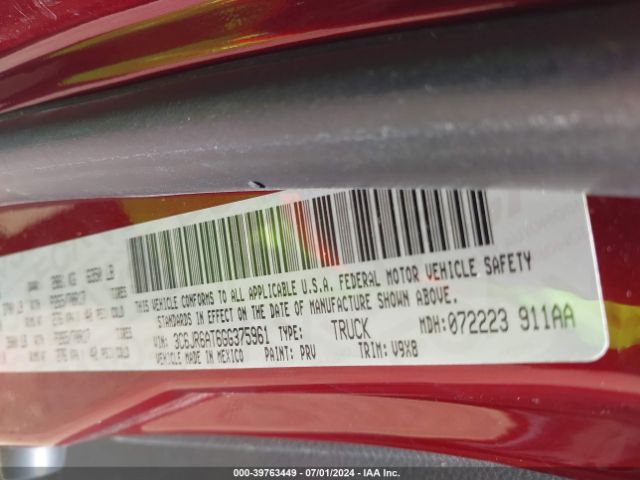 THIS VEHICLE CONFORMS TO ALL APPLICABLE U.S.A. FEDERAL MOTOR VEHICLE SAFETY
STANDARDS IN EFFECT ON THE DATE OF MANUFACTURE SHOWN ABOVE.
VIN: 3C6JR6AT6GG375961 TYPE: TRUCK MDH:072223 911AA
MADE IN MEXICO PAINT: PRV TRIM: V9X8
000-39763449 - 07/01/2024 - IAA Inc.